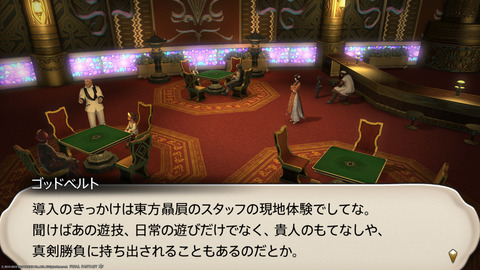 ゴッドベルト
導入のきっかけは東方贔屓のスタッフの現地体験でしてな。
聞けばあの遊技、日常の遊びだけでなく、貴人のもてなしや、
真剣勝負に持ち出されることもあるのだとか。